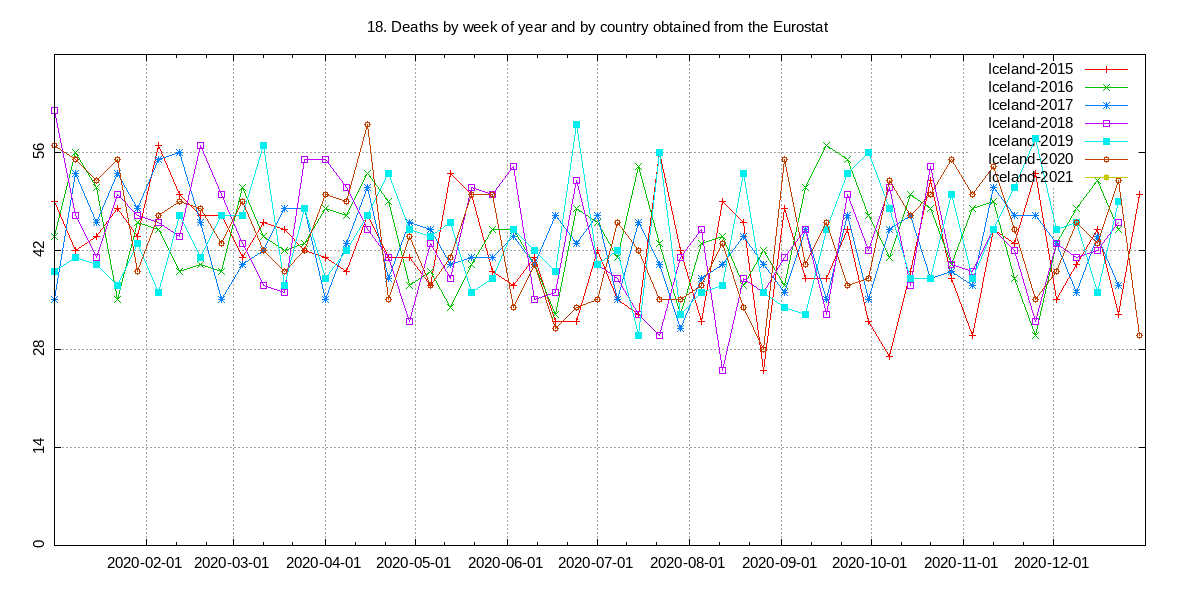 18. Deaths by week of year and by country obtained from the Eurostat
Iceland-2015
Iceland-2016
Iceland-2017
Iceland-2018
Iceland-2019
Iceland-2020
Iceland-2021
56
42
28
14
0
2020-02-01 2020-03-01 2020-04-01 2020-05-01 2020-06-01 2020-07-01 2020-08-01 2020-09-01 2020-10-01 2020-11-01 2020-12-01